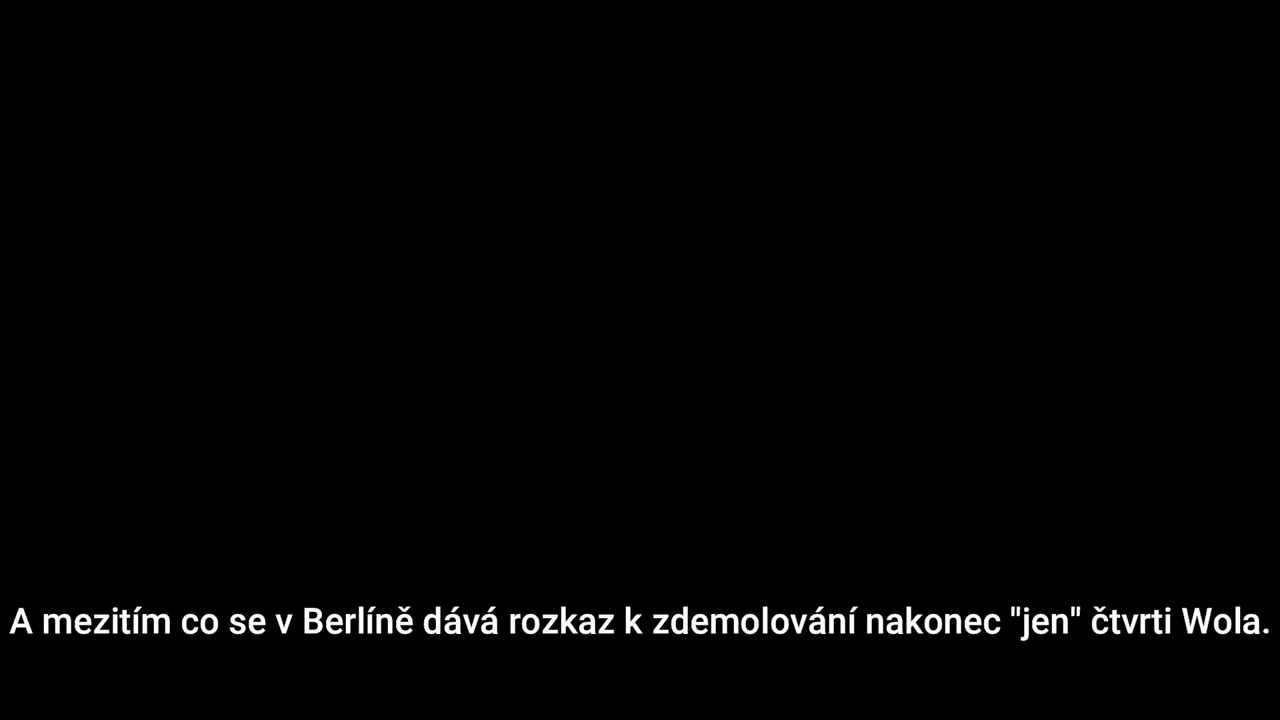 A mezitím co se v Berlíně dává rozkaz k zdemolování nakonec "jen" čtvrti Wola.